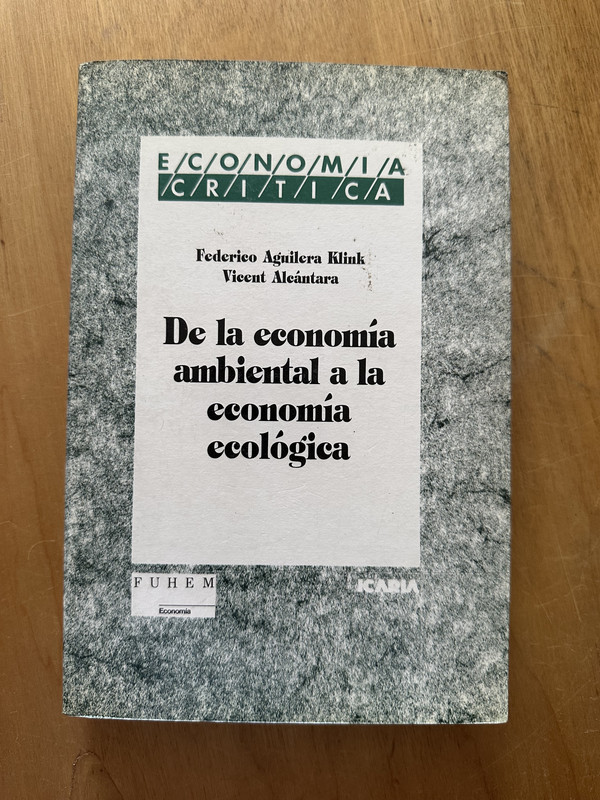 E/C/O/N/O/M/I/A
/C/R/I/T/I/C/A
Federico Aguilera Klink
Vicent Alcántara
De la economía
ambiental a la
economía
ecológica
FUHEM
Economía
ICARIA